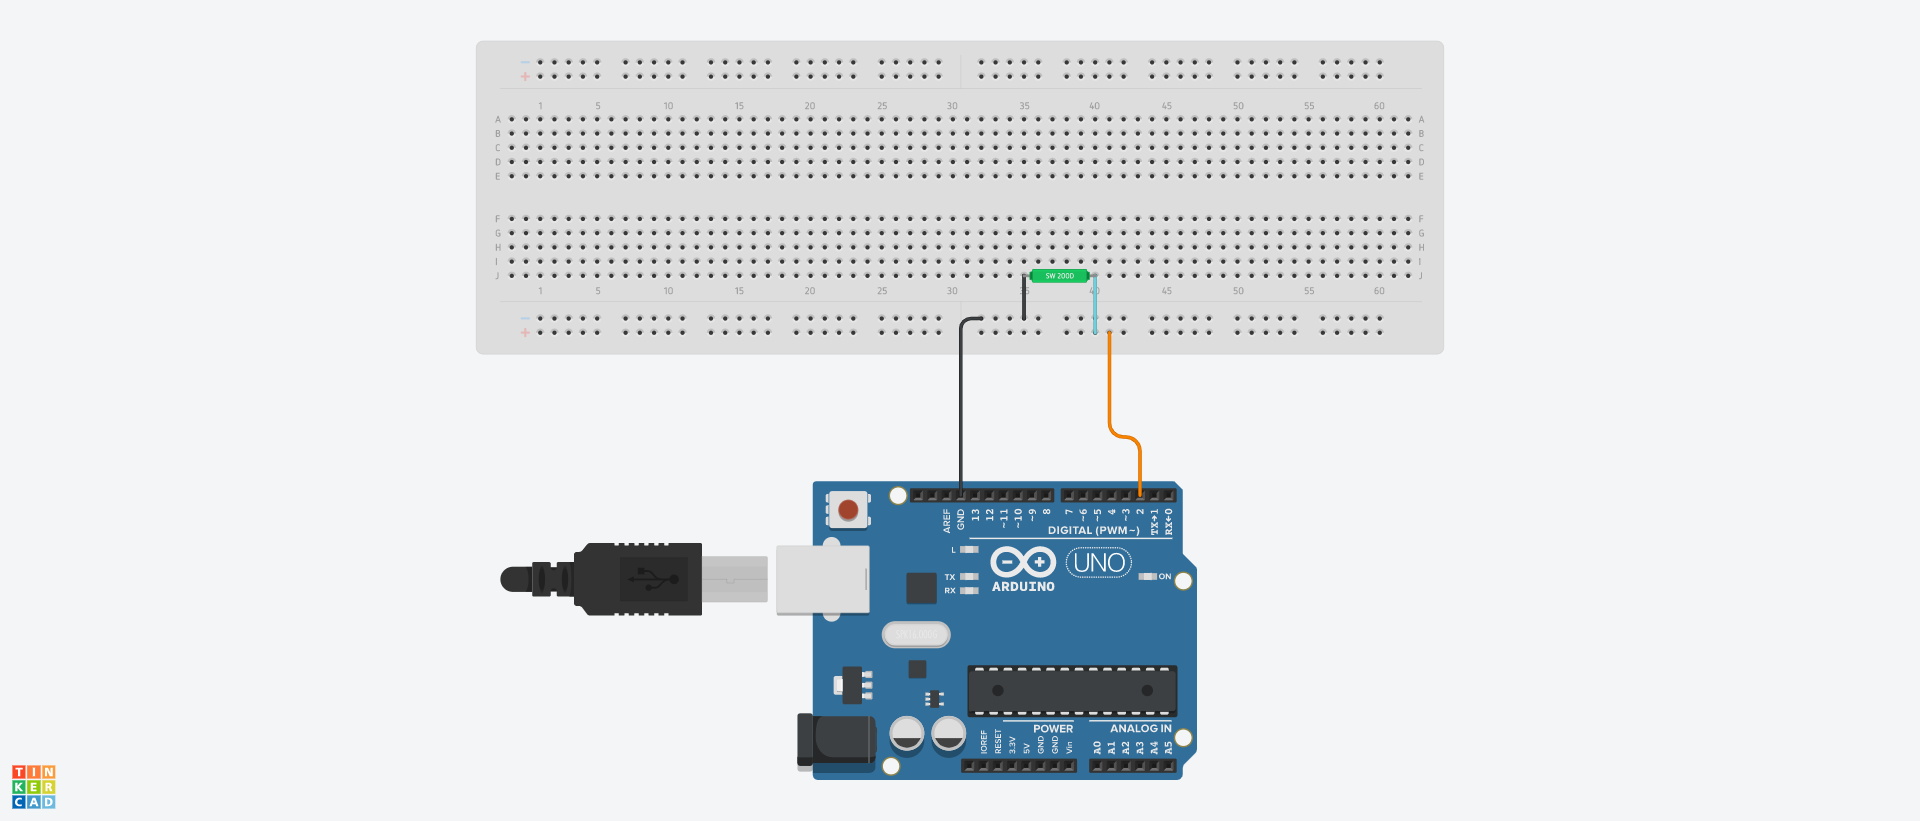 − −
+ +
1 5 10 15 20 25 30 35 40 45 50 55 60
A A
B B
C C
D D
E E
F F
G G
H H
I I
J SW 2000 J
1 5 10 15 20 25 30 35 40 45 50 55 60
−
+
AREF GND 13 12 ~11 ~10 ~9 8 7 ~6 ~5 4 ~3 2 TX→1 RX←0
DIGITAL (PWM~)
L
UNO
TX
RX
ON
ARDUINO
POWER ANALOG IN
IOREF RESET 3.3V 5V GND GND Vin A0 A1 A2 A3 A4 A5
TIN
KER
CAD